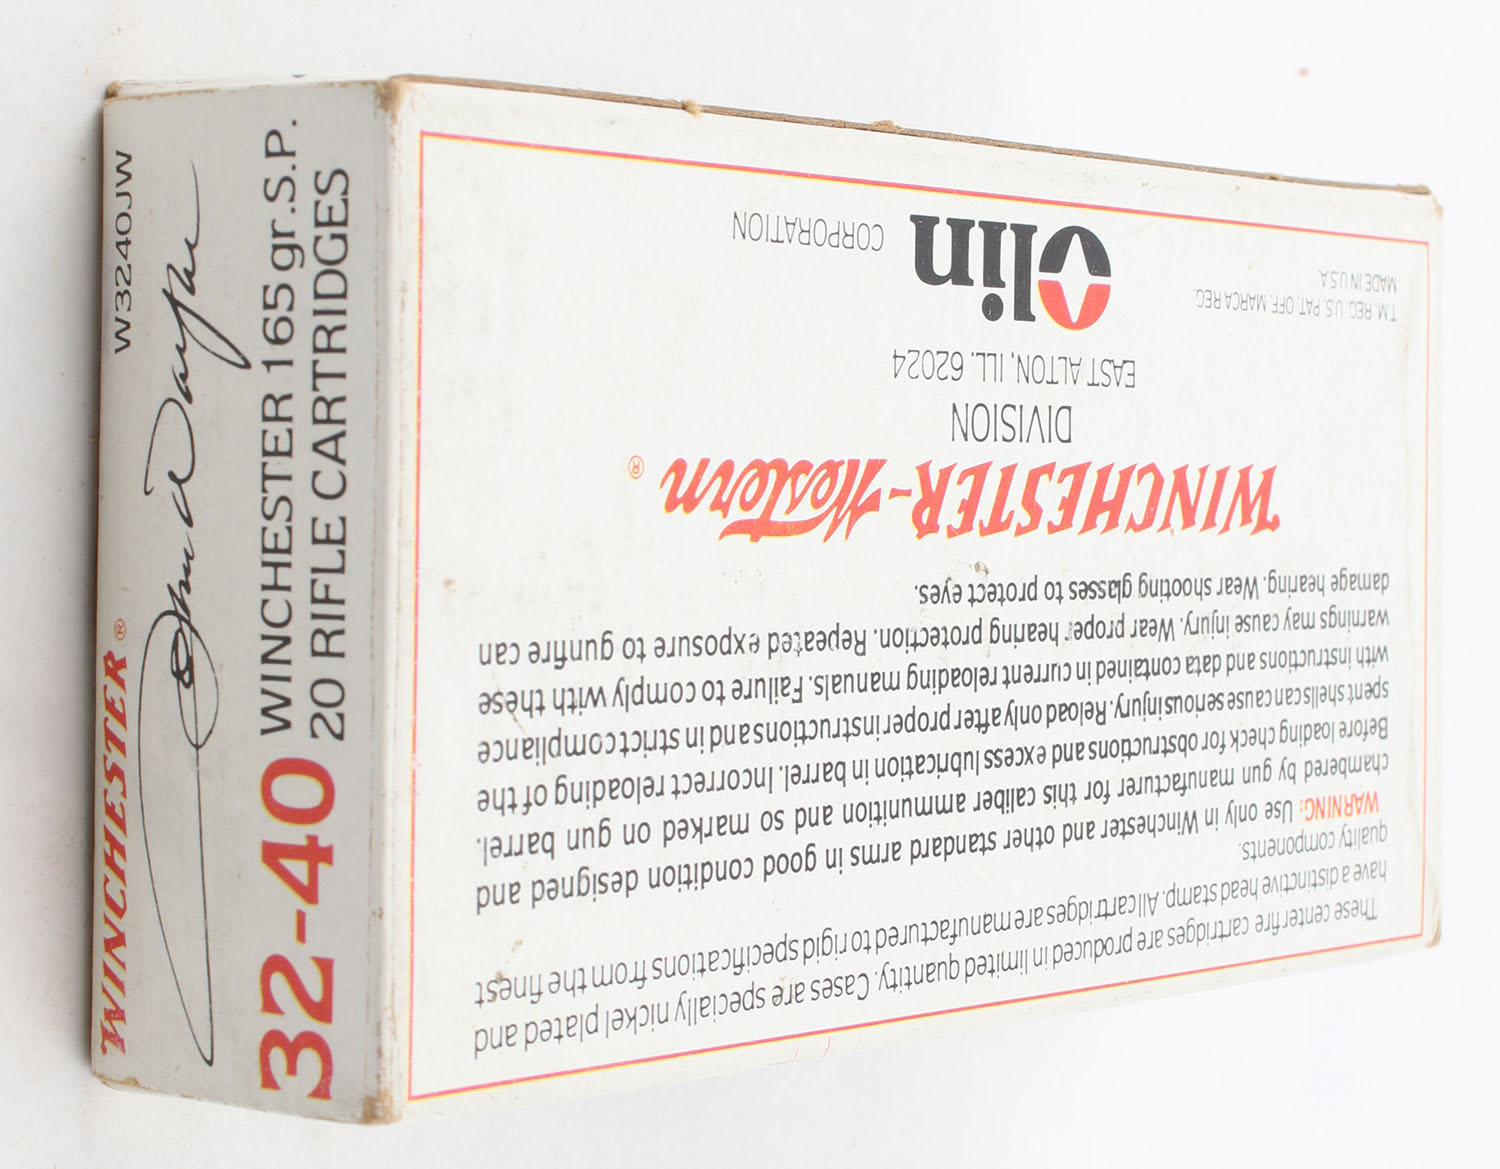 WINCHESTER®
W3240JW
John Wayne
32-40
WINCHESTER 165 gr. S.P.
20 RIFLE CARTRIDGES
These centerfire cartridges are produced in limited quantity. Cases are specially nickel plated and
have a distinctive head stamp. All cartridges are manufactured to rigid specifications from the finest
quality components.
WARNING: Use only in Winchester and other standard arms in good condition designed and
chambered by gun manufacturer for this caliber ammunition and so marked on gun barrel.
Before loading check for obstructions and excess lubrication in barrel. Incorrect reloading of the
spent shells can cause serious injury. Reload only after proper instructions and in strict compliance
with instructions and data contained in current reloading manuals. Failure to comply with these
warnings may cause injury. Wear proper hearing protection. Repeated exposure to gunfire can
damage hearing. Wear shooting glasses to protect eyes.
WINCHESTER-Western®
DIVISION
EAST ALTON, ILL. 62024
Olin CORPORATION
T.M. REG. U.S. PAT. OFF. MARCA REG.
MADE IN U.S.A.